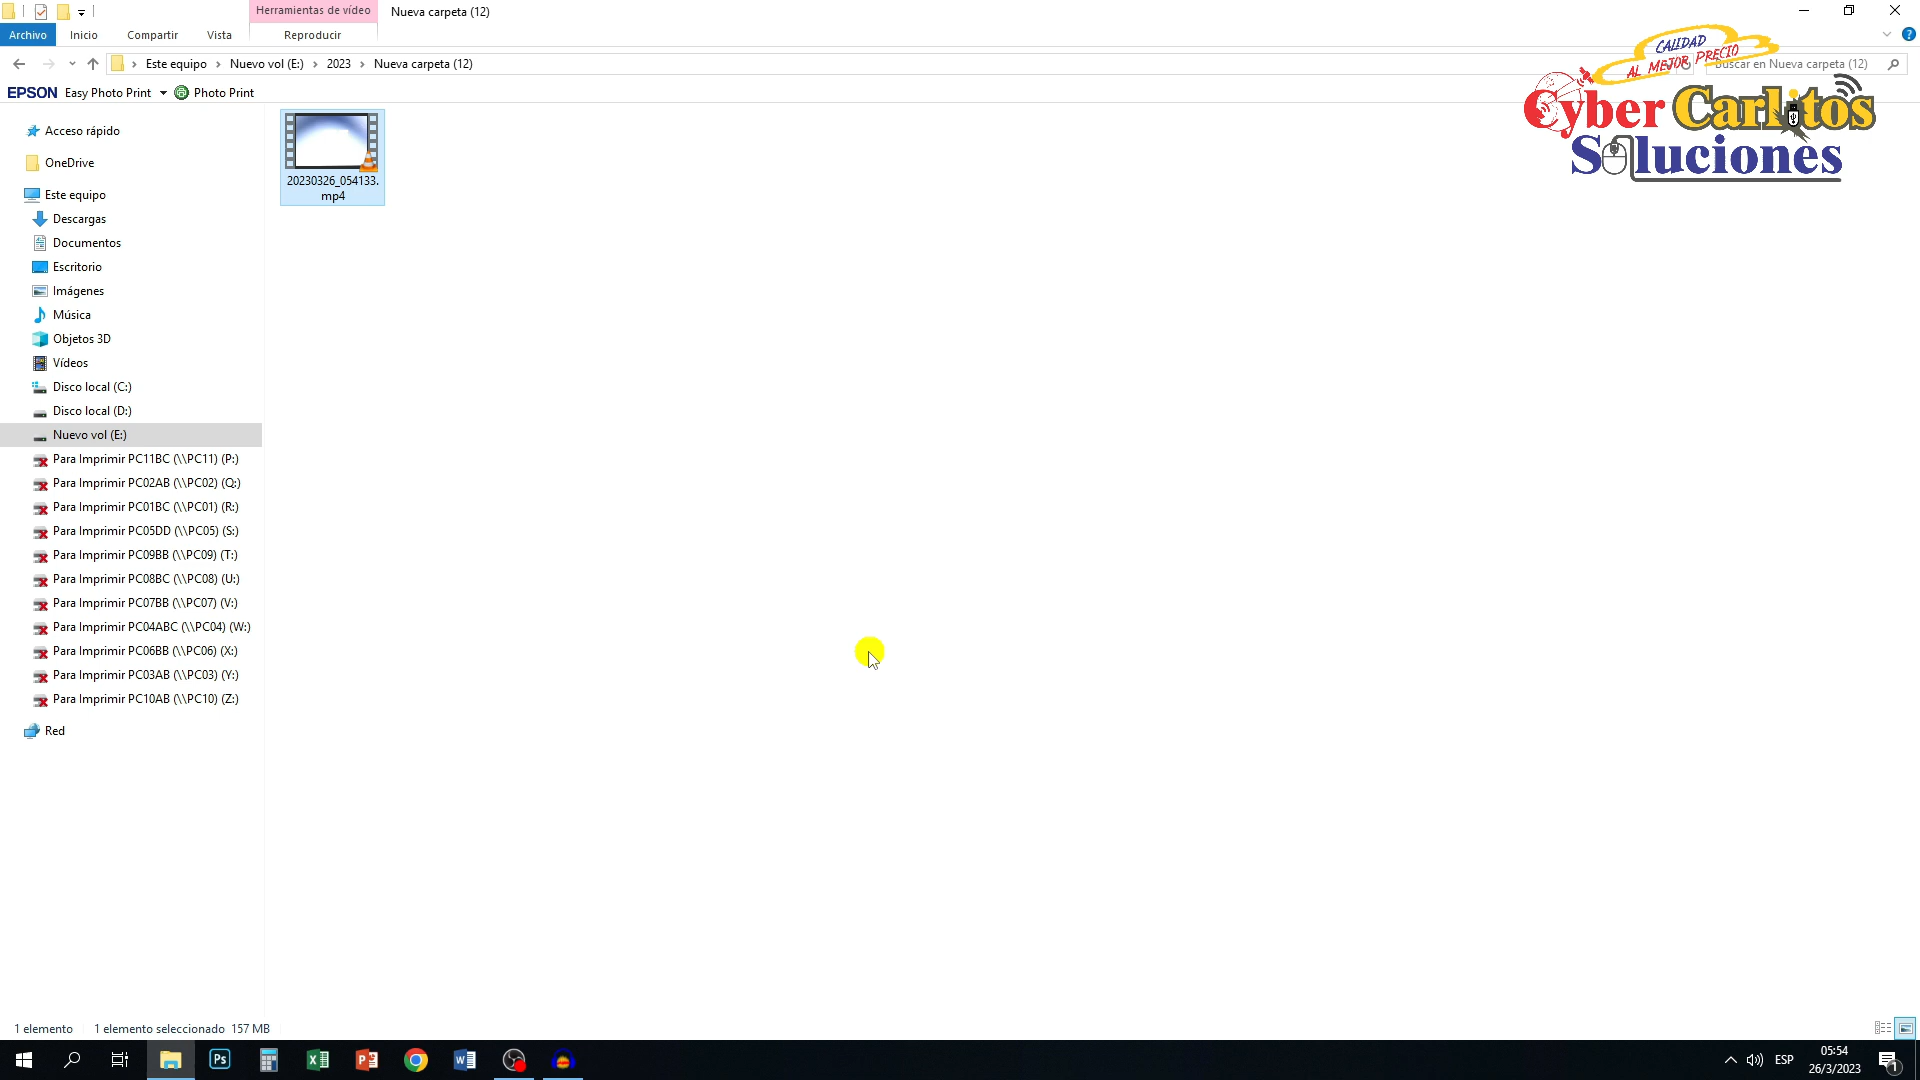 Herramientas de vídeo
Nueva carpeta (12)
Archivo
Inicio
Compartir
Vista
Reproducir
Este equipo
Nuevo vol (E:)
2023
Nueva carpeta (12)
Buscar en Nueva carpeta (12)
EPSON
Easy Photo Print
Photo Print
CALIDAD
AL MEJOR PRECIO
Cyber Carlitos
Soluciones
Acceso rápido
OneDrive
Este equipo
Descargas
Documentos
Escritorio
Imágenes
Música
Objetos 3D
Vídeos
Disco local (C:)
Disco local (D:)
Nuevo vol (E:)
Para Imprimir PC11BC (\\PC11) (P:)
Para Imprimir PC02AB (\\PC02) (Q:)
Para Imprimir PC01BC (\\PC01) (R:)
Para Imprimir PC05DD (\\PC05) (S:)
Para Imprimir PC09BB (\\PC09) (T:)
Para Imprimir PC08BC (\\PC08) (U:)
Para Imprimir PC07BB (\\PC07) (V:)
Para Imprimir PC04ABC (\\PC04) (W:)
Para Imprimir PC06BB (\\PC06) (X:)
Para Imprimir PC03AB (\\PC03) (Y:)
Para Imprimir PC10AB (\\PC10) (Z:)
Red
20230326_054133.
mp4
1 elemento
1 elemento seleccionado 157 MB
Ps
ESP
05:54
26/3/2023
1